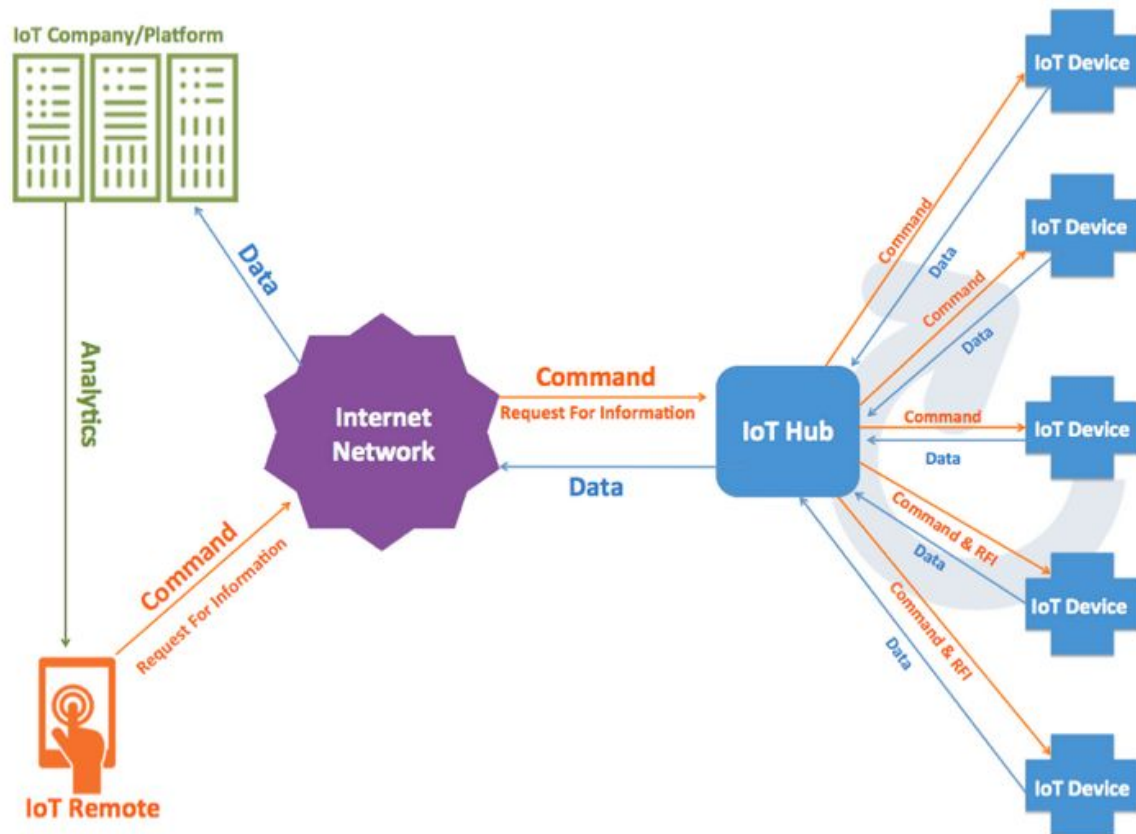 IoT Company/Platform
IoT Device
Command
Data
IoT Device
Command
Data
Data
Analytics
Internet
Network
Command
Request For Information
Data
IoT Hub
Command
Data
IoT Device
Command & RFI
Data
IoT Device
Command & RFI
Data
IoT Device
Command
Request For Information
IoT Remote